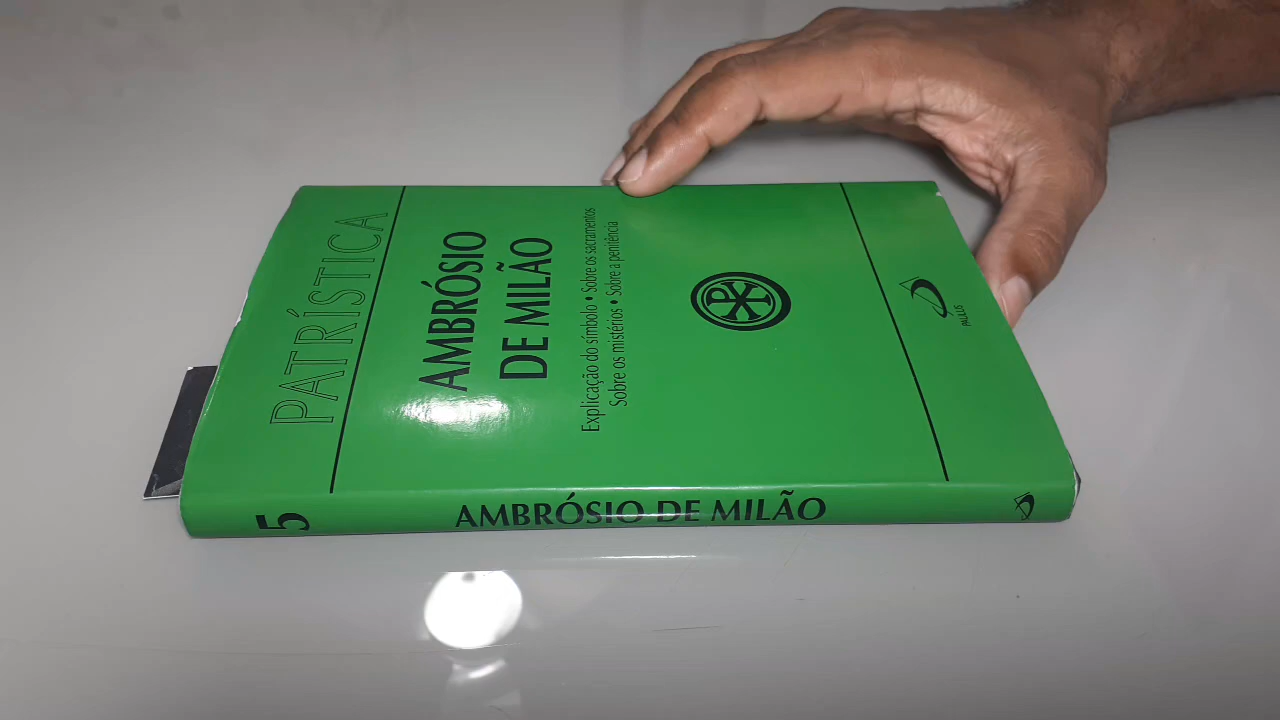 PATRÍSTICA
AMBRÓSIO
DE MILÃO
Explicação do símbolo • Sobre os sacramentos
Sobre os mistérios • Sobre a penitência
PAULUS
5
AMBRÓSIO DE MILÃO